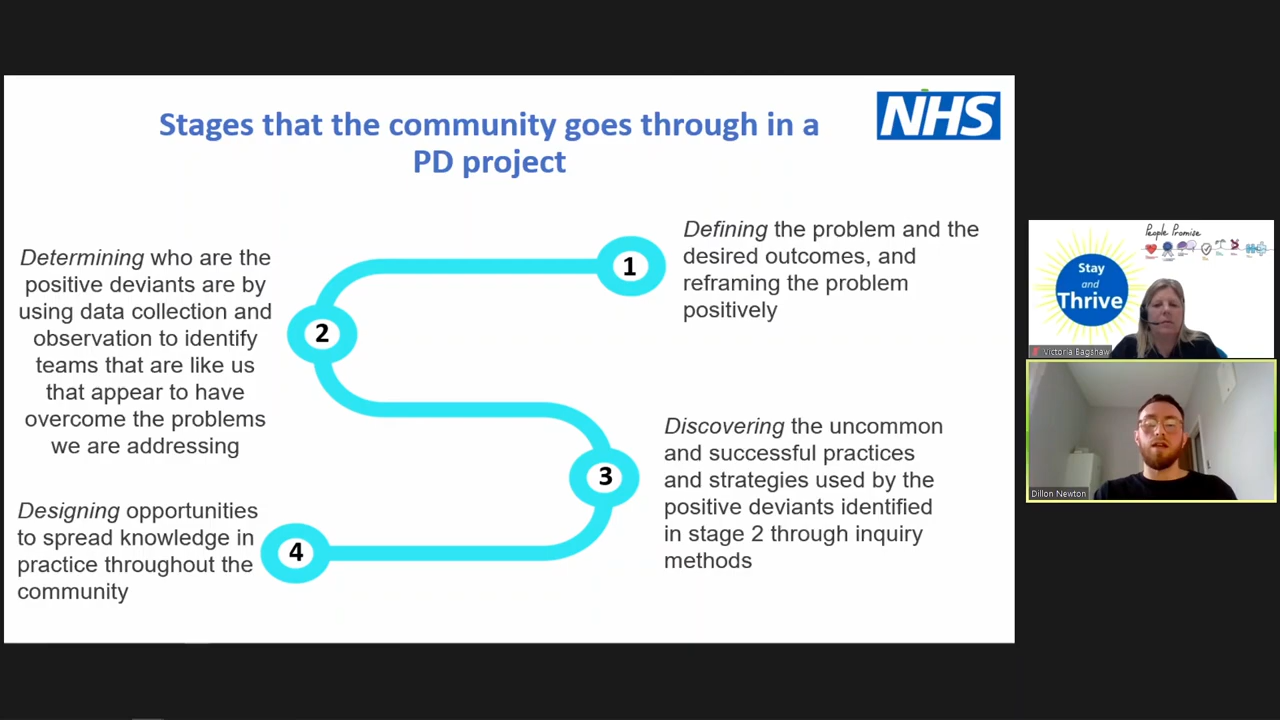 Stages that the community goes through in a
PD project
NHS
1
Defining the problem and the
desired outcomes, and
reframing the problem
positively
2
Determining who are the
positive deviants are by
using data collection and
observation to identify
teams that are like us
that appear to have
overcome the problems
we are addressing
3
Discovering the uncommon
and successful practices
and strategies used by the
positive deviants identified
in stage 2 through inquiry
methods
4
Designing opportunities
to spread knowledge in
practice throughout the
community
People Promise
Stay
and
Thrive
Victoria Bagshaw
Dillon Newton